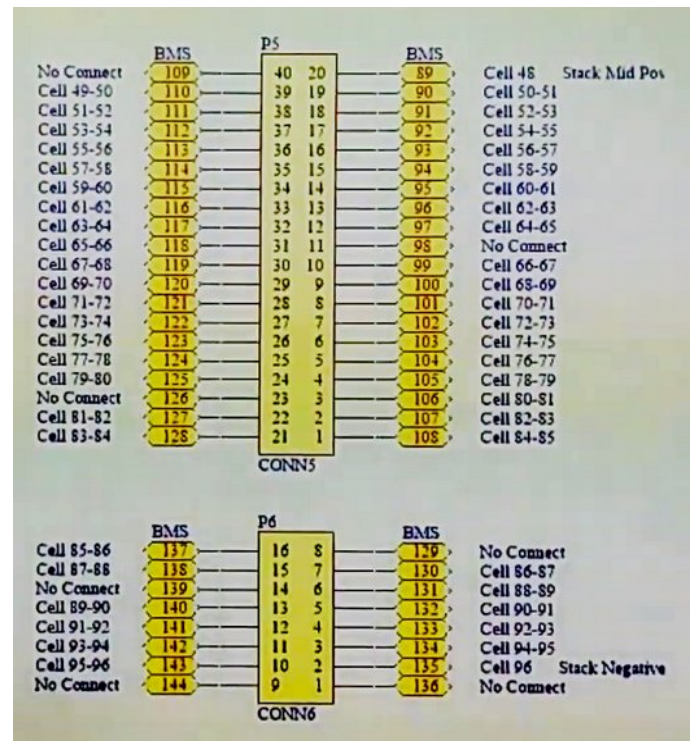 P5
BMS BMS
No Connect 109 40 20 89 Cell 48 Stack Mid Pos
Cell 49-50 110 39 19 90 Cell 50-51
Cell 51-52 111 38 18 91 Cell 52-53
Cell 53-54 112 37 17 92 Cell 54-55
Cell 55-56 113 36 16 93 Cell 56-57
Cell 57-58 114 35 15 94 Cell 58-59
Cell 59-60 115 34 14 95 Cell 60-61
Cell 61-62 116 33 13 96 Cell 62-63
Cell 63-64 117 32 12 97 Cell 64-65
Cell 65-66 118 31 11 98 No Connect
Cell 67-68 119 30 10 99 Cell 66-67
Cell 69-70 120 29 9 100 Cell 68-69
Cell 71-72 121 28 8 101 Cell 70-71
Cell 73-74 122 27 7 102 Cell 72-73
Cell 75-76 123 26 6 103 Cell 74-75
Cell 77-78 124 25 5 104 Cell 76-77
Cell 79-80 125 24 4 105 Cell 78-79
No Connect 126 23 3 106 Cell 80-81
Cell 81-82 127 22 2 107 Cell 82-83
Cell 83-84 128 21 1 108 Cell 84-85
CONN5
P6
BMS BMS
Cell 85-86 137 16 8 129 No Connect
Cell 87-88 138 15 7 130 Cell 86-87
No Connect 139 14 6 131 Cell 88-89
Cell 89-90 140 13 5 132 Cell 90-91
Cell 91-92 141 12 4 133 Cell 92-93
Cell 93-94 142 11 3 134 Cell 94-95
Cell 95-96 143 10 2 135 Cell 96 Stack Negative
No Connect 144 9 1 136 No Connect
CONN6